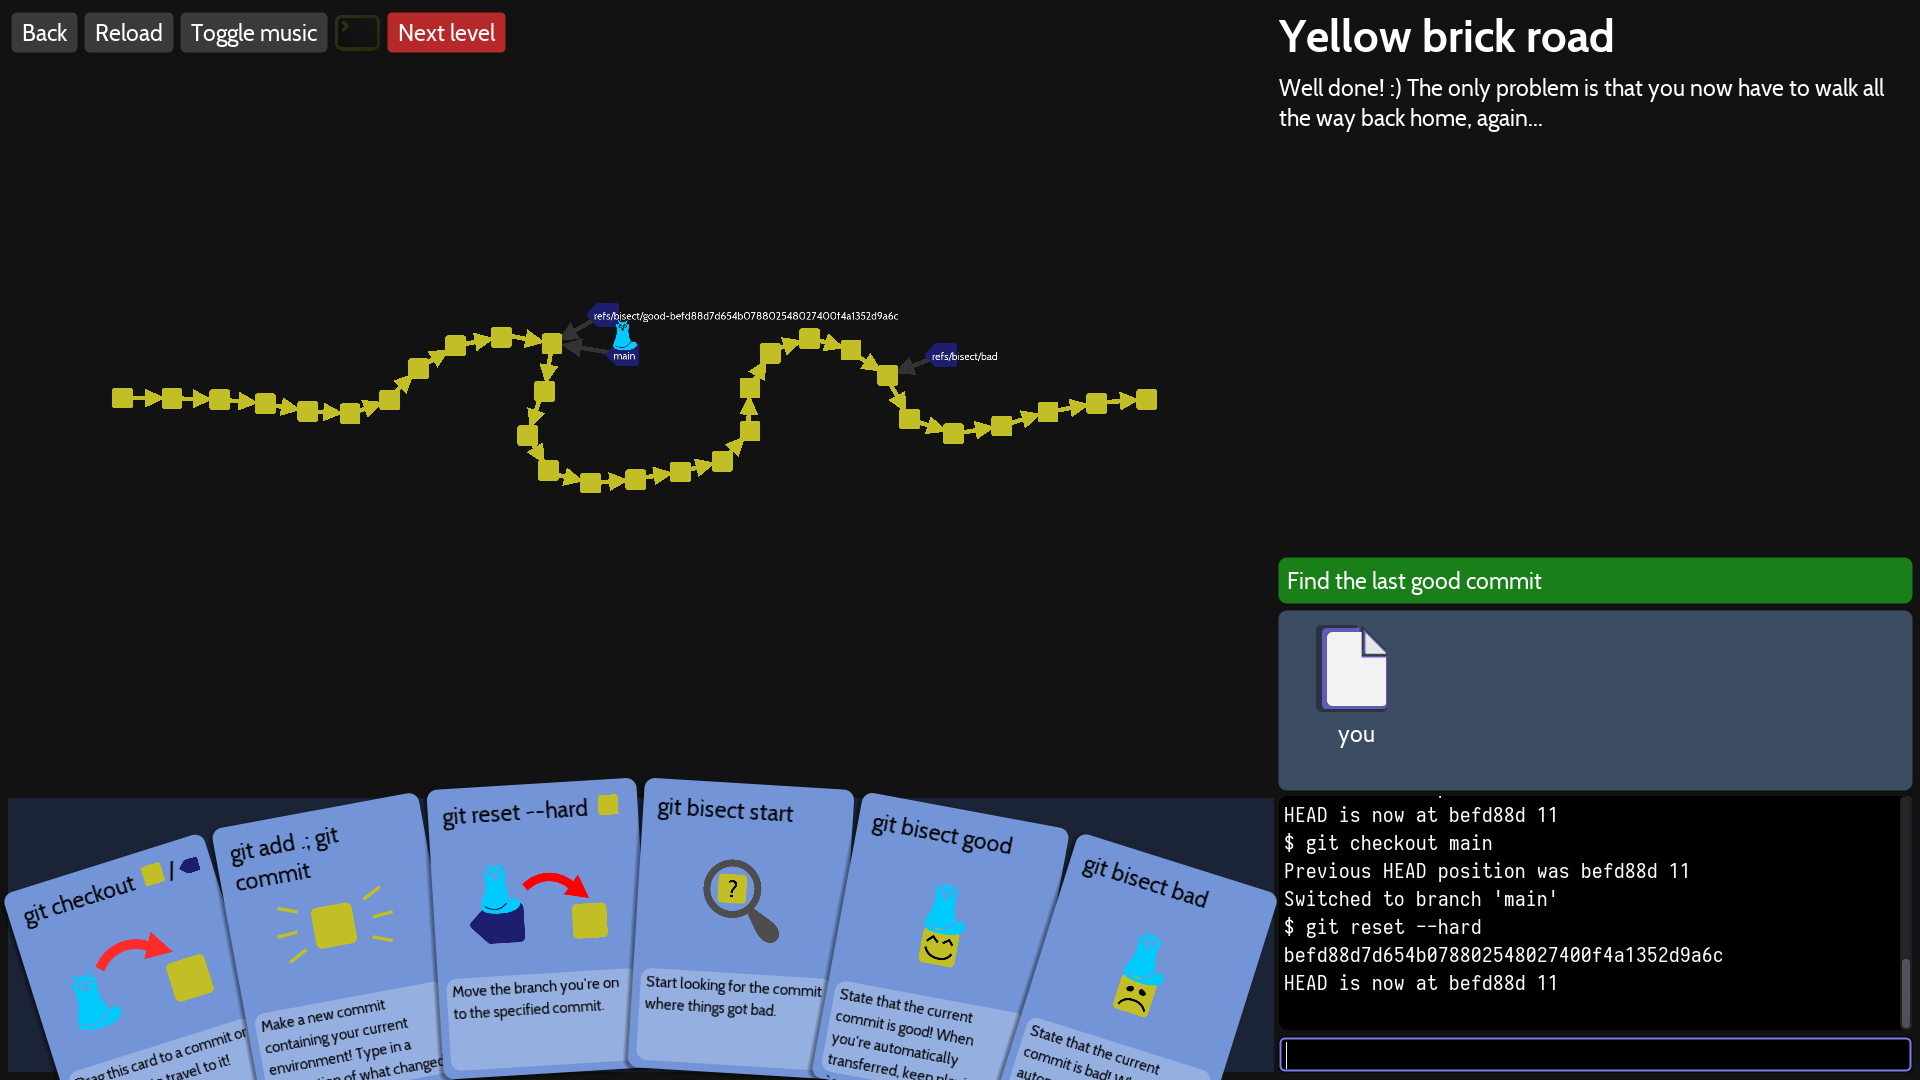 Back Reload Toggle music Next level
Yellow brick road
Well done! :) The only problem is that you now have to walk all
the way back home, again...
refs/bisect/good-befd88d7d654b078802548027400f4a1352d9a6c
main
refs/bisect/bad
Find the last good commit
you
HEAD is now at befd88d 11
$ git checkout main
Previous HEAD position was befd88d 11
Switched to branch 'main'
$ git reset --hard
befd88d7d654b078802548027400f4a1352d9a6c
HEAD is now at befd88d 11
git checkout /
Drag this card to a commit or
travel to it!
git add .; git
commit
Make a new commit
containing your current
environment! Type in a
of what changed
git reset --hard
Move the branch you're on
to the specified commit.
git bisect start
?
Start looking for the commit
where things got bad.
git bisect good
State that the current
commit is good! When
you're automatically
transferred, keep
git bisect bad
State that the current
commit is bad!